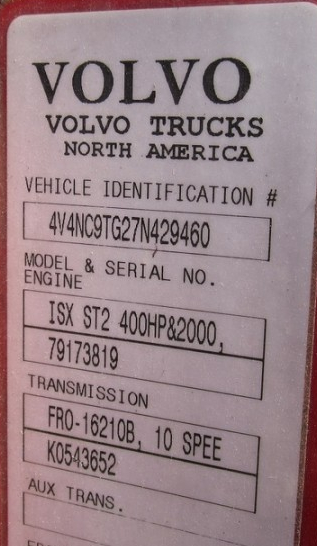 VOLVO
VOLVO TRUCKS
NORTH AMERICA
VEHICLE IDENTIFICATION #
4V4NC9TG27N429460
MODEL & SERIAL NO.
ENGINE
ISX ST2 400HP&2000,
79173819
TRANSMISSION
FRO-16210B, 10 SPEE
K0543652
AUX TRANS.